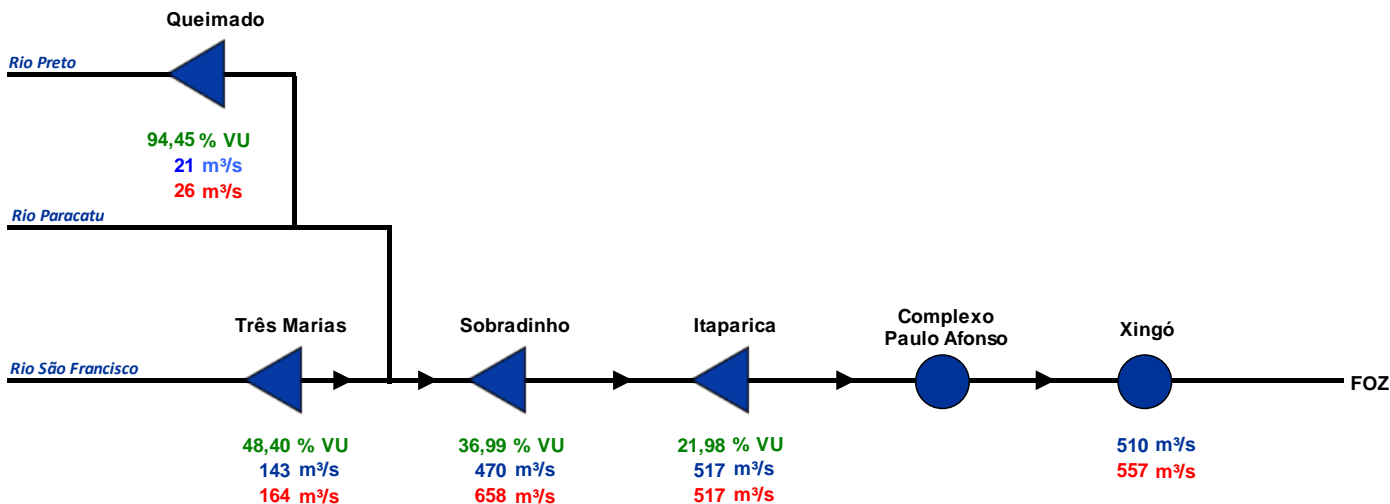 Queimado
Rio Preto
94,45 % VU
21 m³/s
26 m³/s
Rio Paracatu
Três Marias
Sobradinho
Itaparica
Complexo
Paulo Afonso
Xingó
Rio São Francisco
FOZ
48,40 % VU
143 m³/s
164 m³/s
36,99 % VU
470 m³/s
658 m³/s
21,98 % VU
517 m³/s
517 m³/s
510 m³/s
557 m³/s